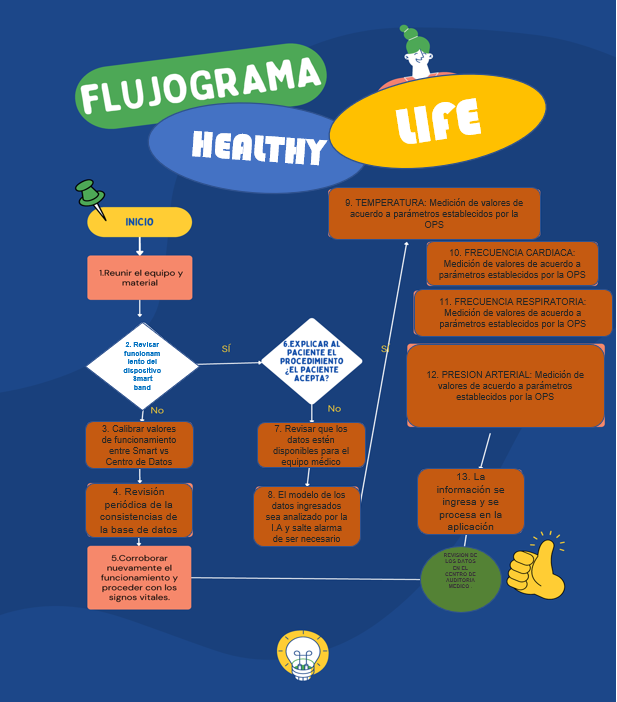 FLUJOGRAMA
HEALTHY
LIFE
INICIO
1.Reunir el equipo y
material
2. Revisar
funcionam
iento del
dispositivo
Smart
band
Sí
No
3. Calibrar valores
de funcionamiento
entre Smart vs
Centro de Datos
4. Revisión
periódica de la
consistencias de
la base de datos
5.Corroborar
nuevamente el
funcionamiento y
proceder con los
signos vitales.
6.EXPLICAR AL
PACIENTE EL
PROCEDIMIENTO
¿EL PACIENTE
ACEPTA?
Sí
No
7. Revisar que los
datos estén
disponibles para el
equipo médico
8. El modelo de los
datos ingresados
sea analizado por la
I.A y salte alarma
de ser necesario
9. TEMPERATURA: Medición de valores de
acuerdo a parámetros establecidos por la
OPS
10. FRECUENCIA CARDIACA:
Medición de valores de acuerdo a
parámetros establecidos por la OPS
11. FRECUENCIA RESPIRATORIA:
Medición de valores de acuerdo a
parámetros establecidos por la OPS
12. PRESION ARTERIAL: Medición de
valores de acuerdo a parámetros
establecidos por la OPS
13. La
información se
ingresa y se
procesa en la
aplicación
REVISION DE
LOS DATOS
EN EL
CENTRO DE
AUDITORIA
MEDICO .